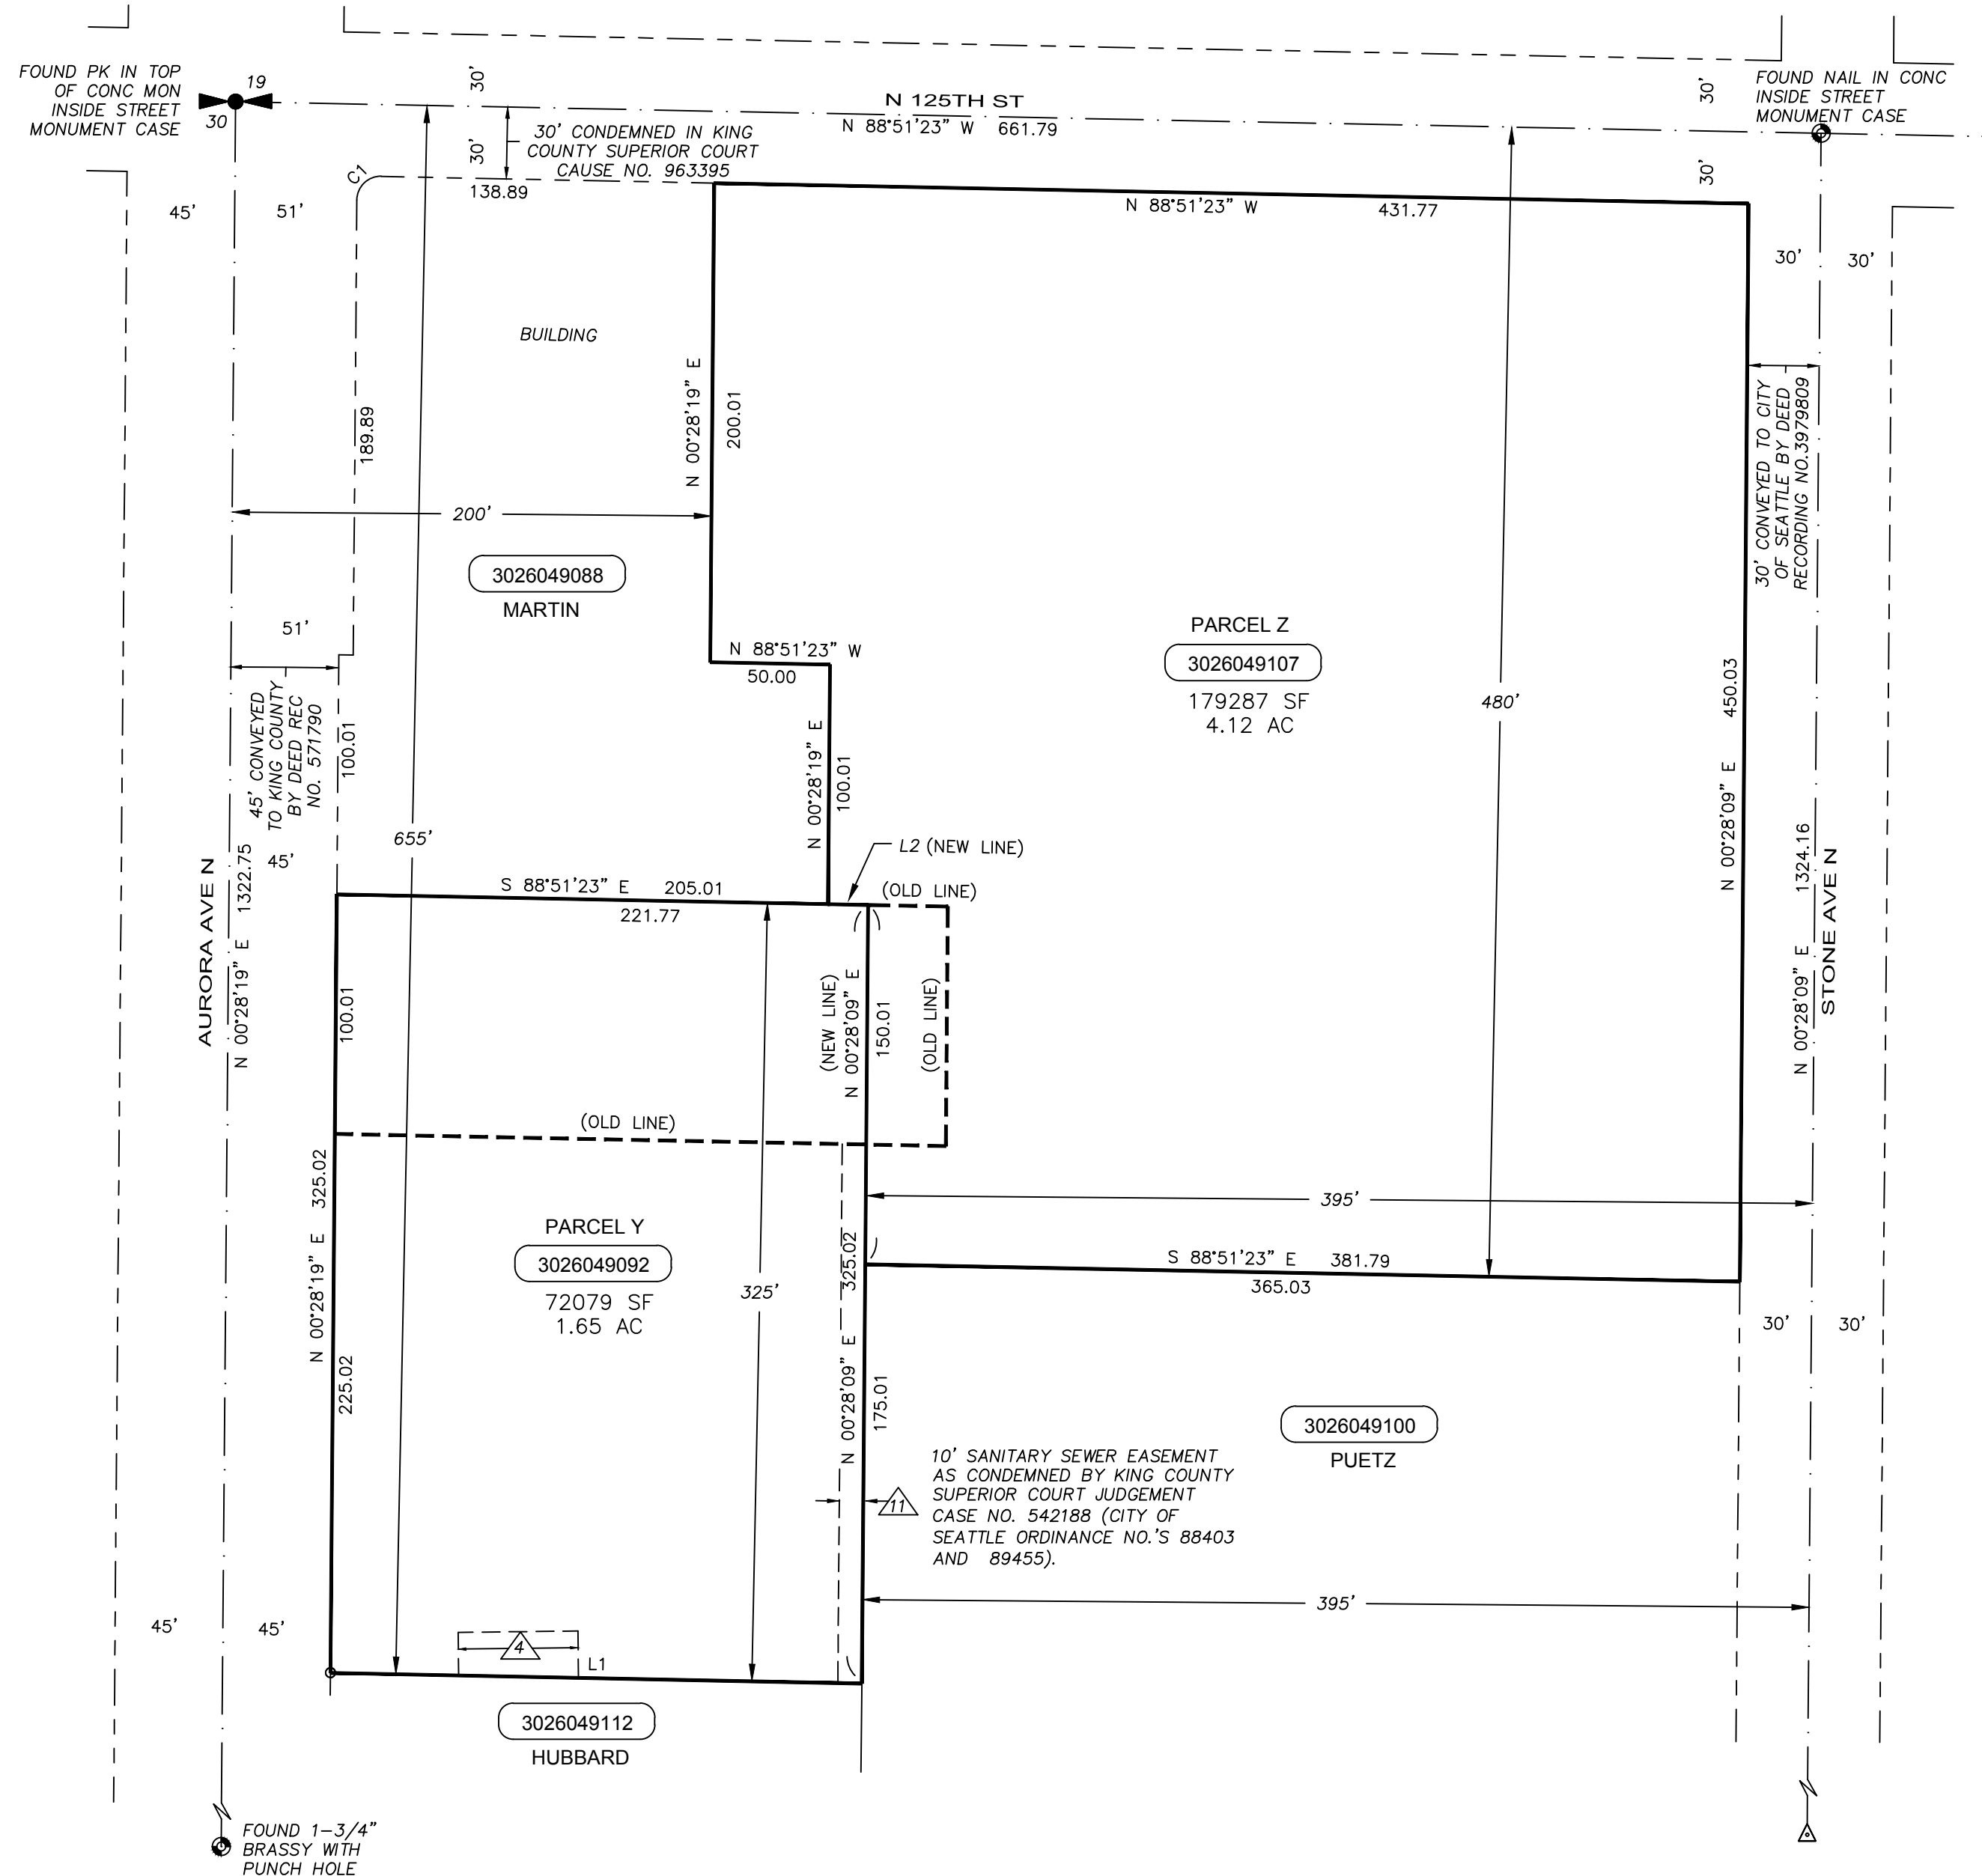 FOUND PK IN TOP
OF CONC MON
INSIDE STREET
MONUMENT CASE
19
30
30'
30'
30' CONDEMNED IN KING
COUNTY SUPERIOR COURT
CAUSE NO. 963395
138.89
C1
N 125TH ST
N 88°51'23" W 661.79
30'
30'
FOUND NAIL IN CONC
INSIDE STREET
MONUMENT CASE
45'
51'
N 88°51'23" W 431.77
30'
30'
BUILDING
189.89
N 00°28'19" E
200.01
30' CONVEYED TO CITY
OF SEATTLE BY DEED
RECORDING NO.3979809
200'
3026049088
MARTIN
51'
45' CONVEYED
TO KING COUNTY
BY DEED REC
NO. 571790
100.01
N 88°51'23" W
50.00
PARCEL Z
3026049107
179287 SF
4.12 AC
480'
N 00°28'09" E 450.03
N 00°28'19" E
100.01
655'
45'
AURORA AVE N
N 00°28'19" E 1322.75
STONE AVE N
N 00°28'09" E 1324.16
L2 (NEW LINE)
(OLD LINE)
S 88°51'23" E 205.01
221.77
100.01
(NEW LINE)
N 00°28'09" E
150.01
(OLD LINE)
(OLD LINE)
N 00°28'19" E 325.02
395'
PARCEL Y
3026049092
72079 SF
1.65 AC
325'
325.02
N 00°28'09" E
S 88°51'23" E 381.79
365.03
30'
30'
225.02
175.01
3026049100
PUETZ
10' SANITARY SEWER EASEMENT
AS CONDEMNED BY KING COUNTY
SUPERIOR COURT JUDGEMENT
CASE NO. 542188 (CITY OF
SEATTLE ORDINANCE NO.'S 88403
AND 89455).
11
395'
45'
45'
4
L1
3026049112
HUBBARD
FOUND 1-3/4"
BRASSY WITH
PUNCH HOLE